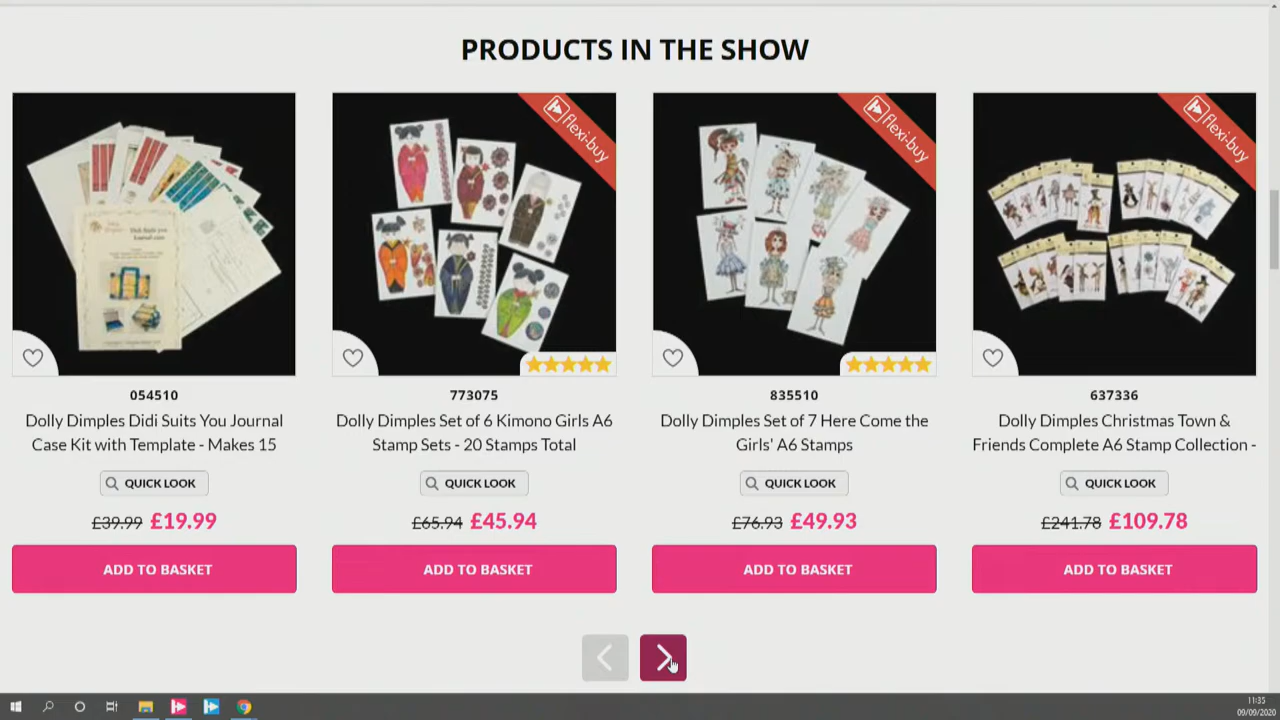 PRODUCTS IN THE SHOW
flexi-buy
flexi-buy
flexi-buy
054510
Dolly Dimples Didi Suits You Journal
Case Kit with Template - Makes 15
QUICK LOOK
£39.99 £19.99
ADD TO BASKET
773075
Dolly Dimples Set of 6 Kimono Girls A6
Stamp Sets - 20 Stamps Total
QUICK LOOK
£65.94 £45.94
ADD TO BASKET
835510
Dolly Dimples Set of 7 Here Come the
Girls' A6 Stamps
QUICK LOOK
£76.93 £49.93
ADD TO BASKET
637336
Dolly Dimples Christmas Town &
Friends Complete A6 Stamp Collection -
QUICK LOOK
£241.78 £109.78
ADD TO BASKET
11:35
09/09/2020